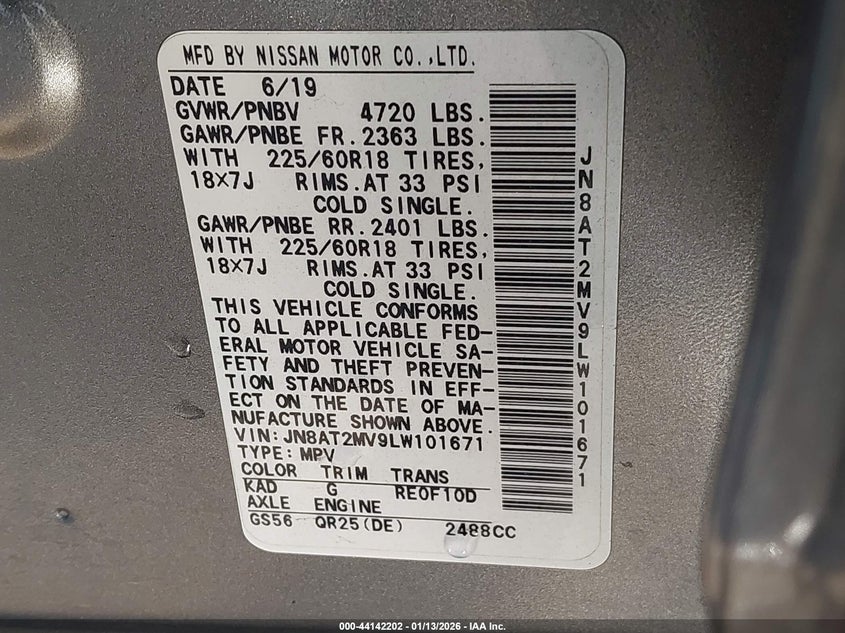 MFD BY NISSAN MOTOR CO.,LTD.
DATE 6/19
GVWR/PNBV 4720 LBS.
GAWR/PNBE FR.2363 LBS.
WITH 225/60R18 TIRES,
18X7J RIMS.AT 33 PSI
COLD SINGLE.
GAWR/PNBE RR.2401 LBS.
WITH 225/60R18 TIRES,
18X7J RIMS.AT 33 PSI
COLD SINGLE.
THIS VEHICLE CONFORMS
TO ALL APPLICABLE FED-
ERAL MOTOR VEHICLE SA-
FETY AND THEFT PREVEN-
TION STANDARDS IN EFF-
ECT ON THE DATE OF MA-
NUFACTURE SHOWN ABOVE.
VIN:JN8AT2MV9LW101671
TYPE:MPV
COLOR TRIM TRANS
KAD G RE0F10D
AXLE ENGINE
GS56 QR25(DE) 2488CC
JN8AT2MV9LW101671
000-44142202 - 01/13/2026 - IAA Inc.